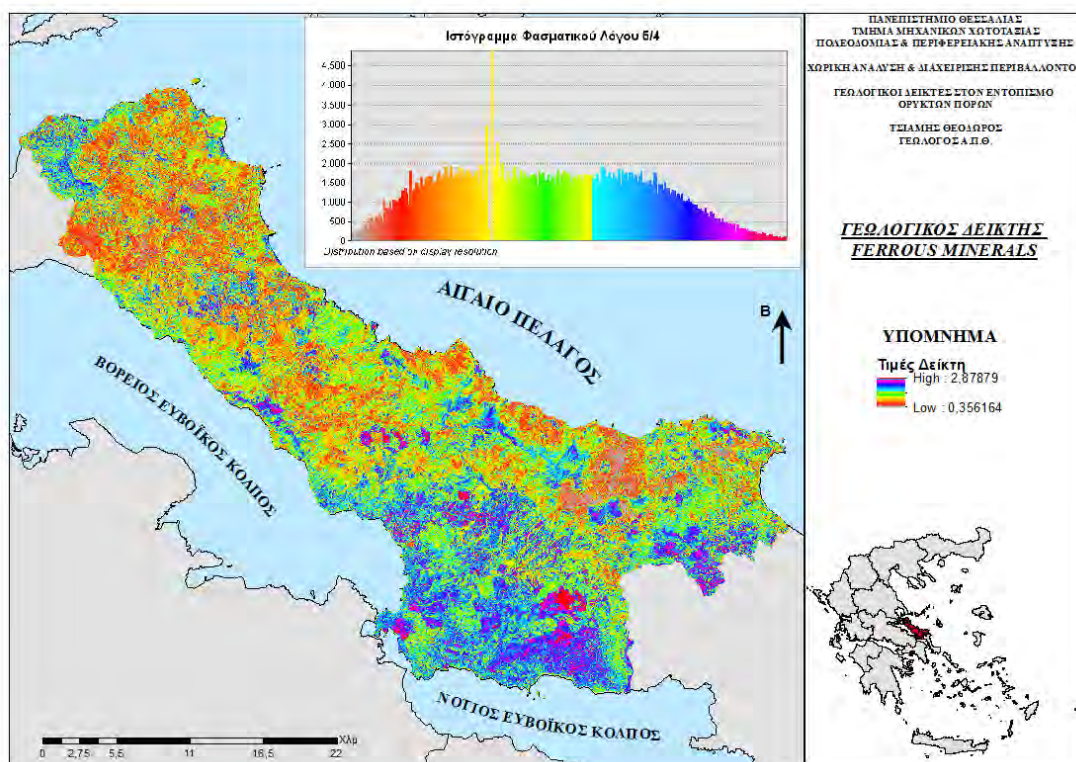 Ιστόγραμμα Φασματικού Λόγου 5/4
4,500
4.000
3.500
3.000
2.500
2.000
1.500
1.000
500
0
Distribution based on display resolution
ΑΙΓΑΙΟ ΠΕΛΑΓΟΣ
ΒΟΡΕΙΟΣ ΕΥΒΟΪΚΟΣ ΚΟΛΠΟΣ
ΝΟΤΙΟΣ ΕΥΒΟΪΚΟΣ ΚΟΛΠΟΣ
Β
0 2,75 5,5 11 16,5 22
Χλμ
ΠΑΝΕΠΙΣΤΗΜΙΟ ΘΕΣΣΑΛΙΑΣ
ΤΜΗΜΑ ΜΗΧΑΝΙΚΩΝ ΧΩΤΟΤΑΣΙΑΣ
ΠΟΛΕΟΔΟΜΙΑΣ & ΠΕΡΙΦΕΡΕΙΑΚΗΣ ΑΝΑΠΤΥΞΗΣ
ΧΩΡΙΚΗ ΑΝΑΛΥΣΗ & ΔΙΑΧΕΙΡΙΣΗΣ ΠΕΡΙΒΑΛΛΟΝΤΟ
ΓΕΩΛΟΓΙΚΟΙ ΔΕΙΚΤΕΣ ΣΤΟΝ ΕΝΤΟΠΙΣΜΟ
ΟΡΥΚΤΩΝ ΠΟΡΩΝ
ΤΣΙΑΜΗΣ ΘΕΟΔΩΡΟΣ
ΓΕΩΛΟΓΟΣ Α.Π.Θ.
ΓΕΩΛΟΓΙΚΟΣ ΔΕΙΚΤΗΣ
FERROUS MINERALS
ΥΠΟΜΝΗΜΑ
Τιμές Δείκτη
High : 2,87879
Low : 0,356164